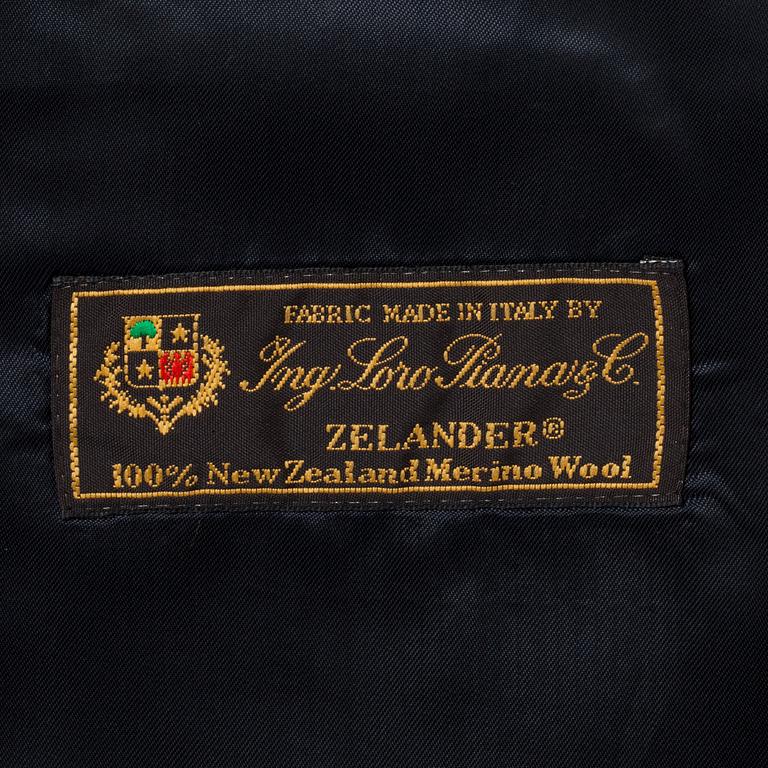 FABRIC MADE IN ITALY BY
Ing. Loro Piana & C.
ZELANDER®
100% New Zealand Merino Wool